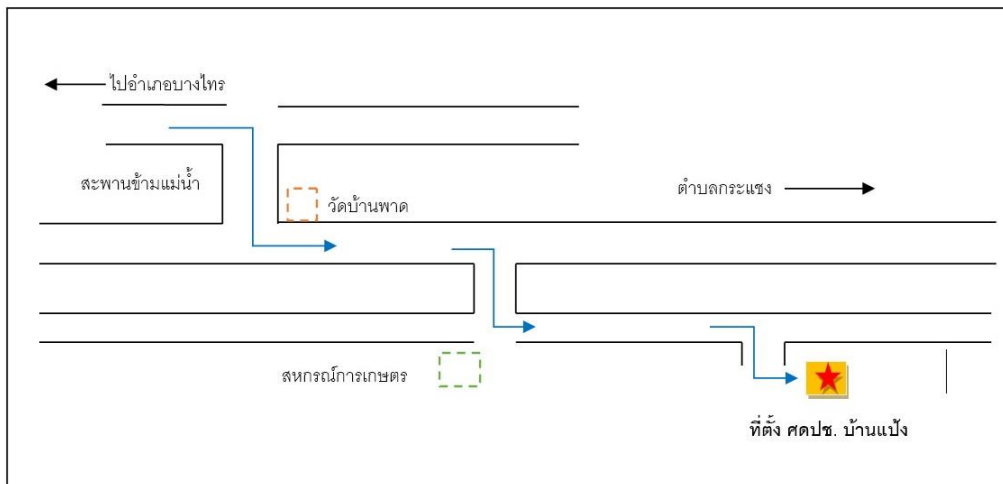 ไปอำเภอบางไทร
สะพานข้ามแม่น้ำ
ตำบลกระแชง
วัดบ้านพาด
สหกรณ์การเกษตร
ที่ตั้ง ศดปช. บ้านแป้ง